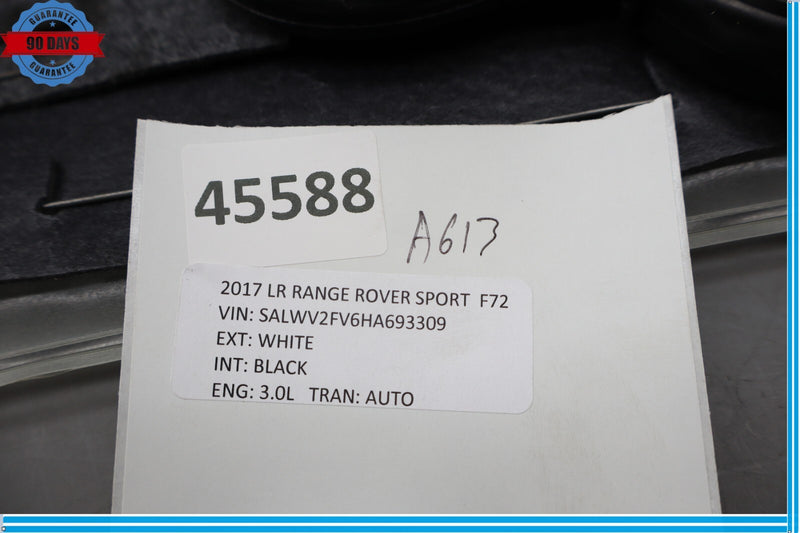 GUARANTEE
90 DAYS
GUARANTEE
45588
A613
2017 LR RANGE ROVER SPORT F72
VIN: SALWV2FV6HA693309
EXT: WHITE
INT: BLACK
ENG: 3.0L TRAN: AUTO